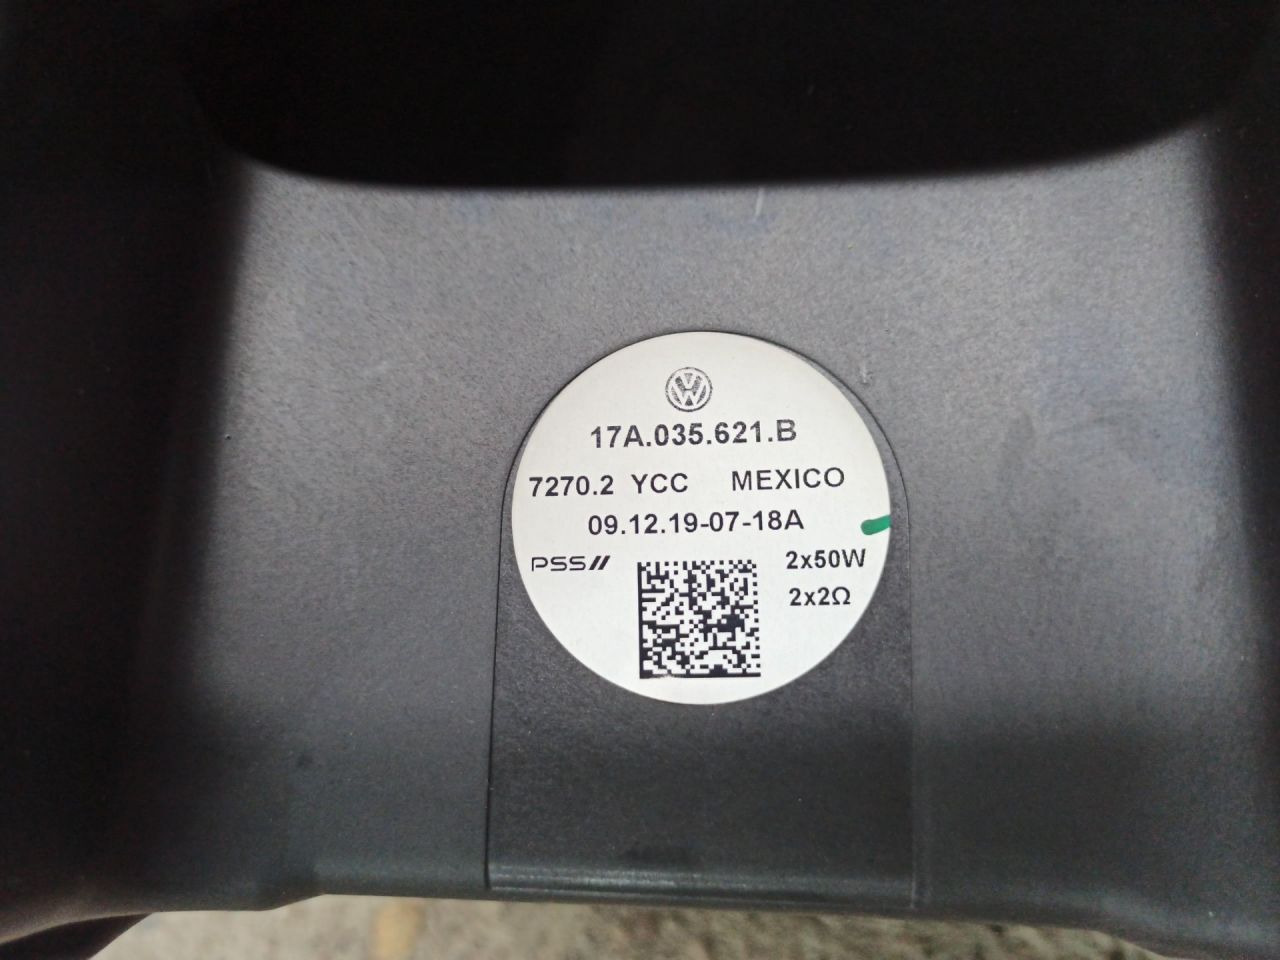 17A.035.621.B
7270.2 YCC MEXICO
09.12.19-07-18A
PSS// 2x50W
2x2Ω